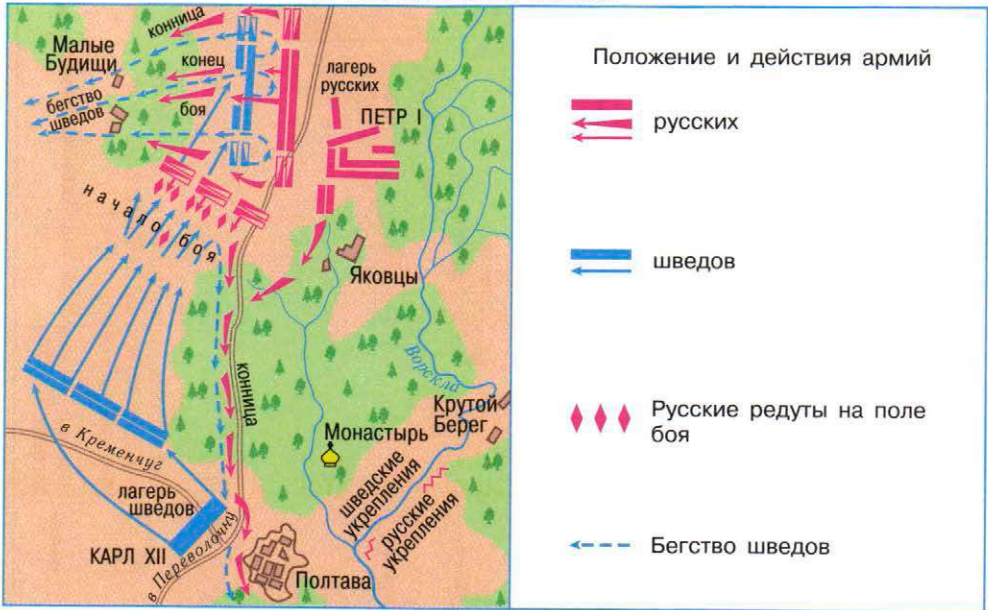 конница
Малые
Будищи
конец
боя
бегство
шведов
лагерь
русских
ПЕТР I
начало боя
Яковцы
Ворскла
Крутой
Берег
конница
Монастырь
шведские
укрепления
русские
укрепления
в Кременчуг
лагерь
шведов
КАРЛ XII
в Переволочну
Полтава
Положение и действия армий
русских
шведов
Русские редуты на поле
боя
Бегство шведов